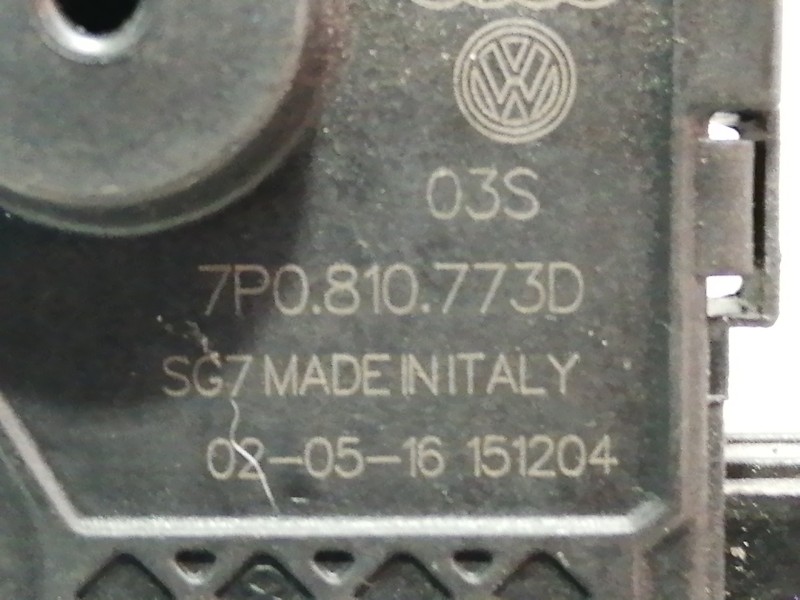 03S
7P0.810.773D
SG7 MADE IN ITALY
02-05-16 151204